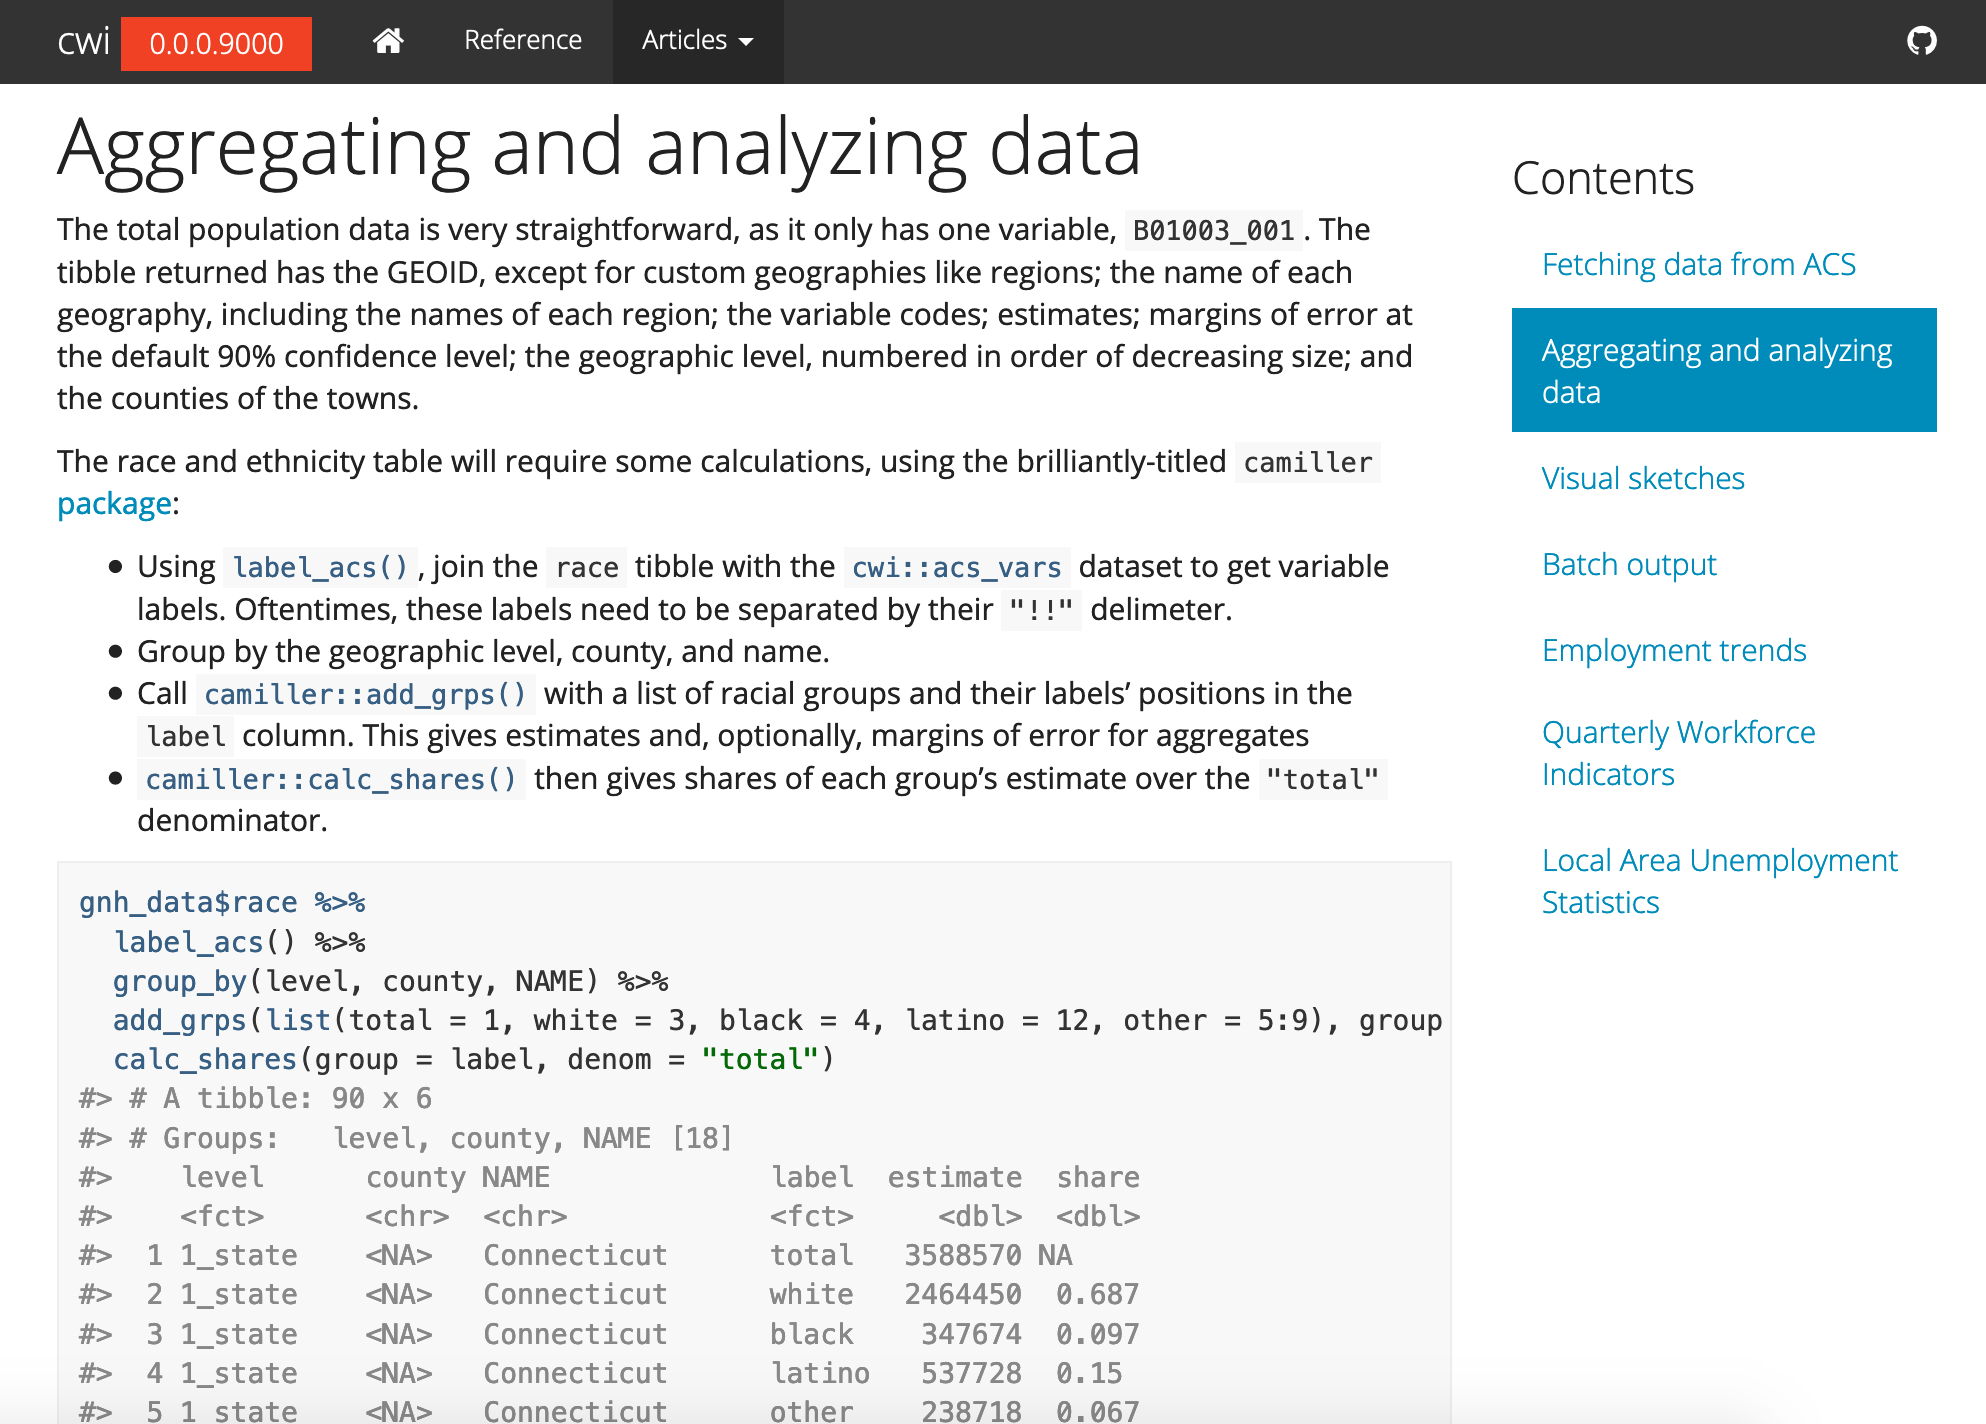 cwi 0.0.0.9000 Reference Articles
Aggregating and analyzing data
The total population data is very straightforward, as it only has one variable, B01003_001. The
tibble returned has the GEOID, except for custom geographies like regions; the name of each
geography, including the names of each region; the variable codes; estimates; margins of error at
the default 90% confidence level; the geographic level, numbered in order of decreasing size; and
the counties of the towns.
The race and ethnicity table will require some calculations, using the brilliantly-titled camiller
package:
• Using label_acs(), join the race tibble with the cwi::acs_vars dataset to get variable
labels. Oftentimes, these labels need to be separated by their "!!" delimeter.
• Group by the geographic level, county, and name.
• Call camiller::add_grps() with a list of racial groups and their labels’ positions in the
label column. This gives estimates and, optionally, margins of error for aggregates
• camiller::calc_shares() then gives shares of each group’s estimate over the "total"
denominator.
gnh_data$race %>%
  label_acs() %>%
  group_by(level, county, NAME) %>%
  add_grps(list(total = 1, white = 3, black = 4, latino = 12, other = 5:9), group
  calc_shares(group = label, denom = "total")
#> # A tibble: 90 x 6
#> # Groups:   level, county, NAME [18]
#>    level      county NAME             label  estimate  share
#>    <fct>      <chr>  <chr>            <fct>     <dbl>  <dbl>
#>  1 1_state    <NA>   Connecticut      total   3588570 NA
#>  2 1_state    <NA>   Connecticut      white   2464450  0.687
#>  3 1_state    <NA>   Connecticut      black    347674  0.097
#>  4 1_state    <NA>   Connecticut      latino   537728  0.15
#>  5 1_state    <NA>   Connecticut      other    238718  0.067
Contents
Fetching data from ACS
Aggregating and analyzing
data
Visual sketches
Batch output
Employment trends
Quarterly Workforce
Indicators
Local Area Unemployment
Statistics